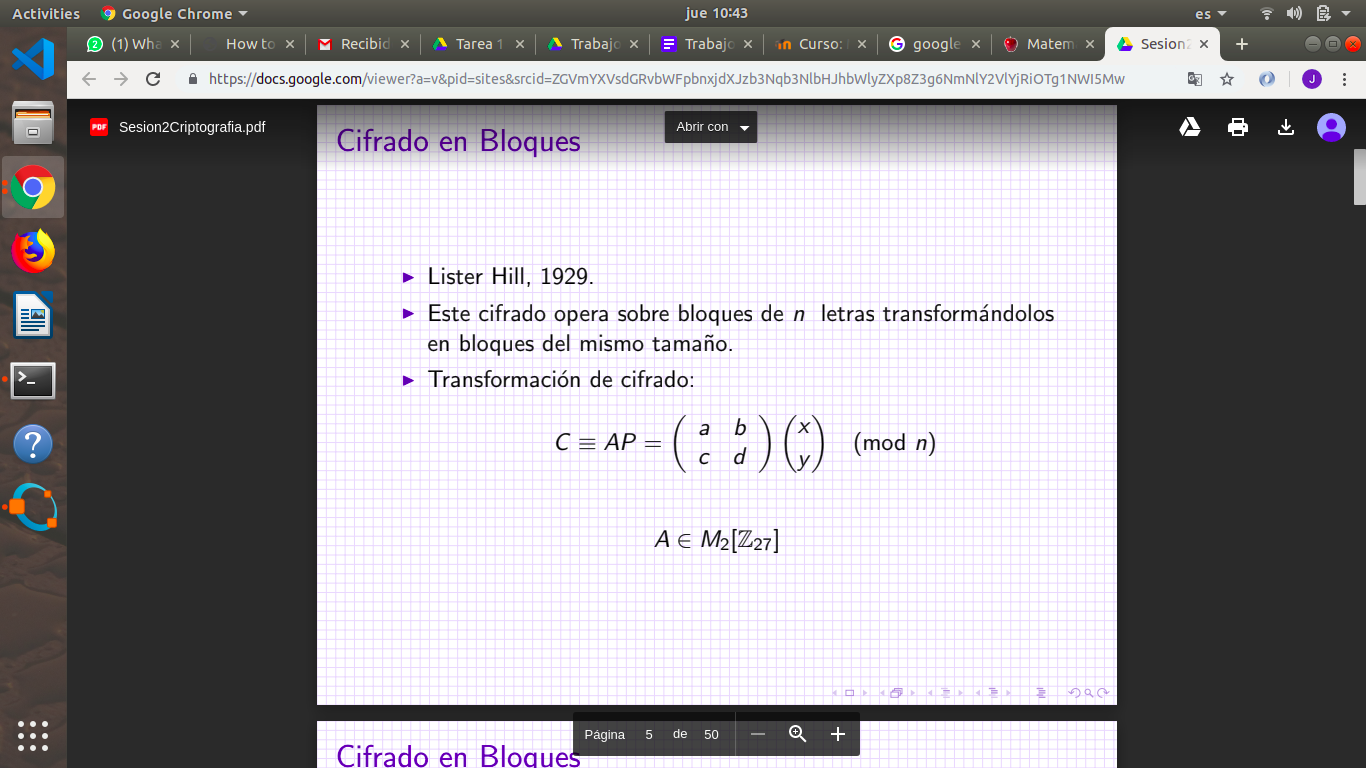 Activities
Google Chrome
jue 10:43
es
2
(1) Wha
How to
Recibid
Tarea 1
Trabajo
Trabajo
Curso:
google
Matem
Sesion2
https://docs.google.com/viewer?a=v&pid=sites&srcid=ZGVmYXVsdGRvbWFpbnxjdXJzb3Nqb3NlbHJhbWlyZXp8Z3g6NmNlY2VlYjRiOTg1NWI5Mw
J
PDF
Sesion2Criptografia.pdf
Abrir con
Cifrado en Bloques
Lister Hill, 1929.
Este cifrado opera sobre bloques de n letras transformándolos
en bloques del mismo tamaño.
Transformación de cifrado:
C ≡ AP = ( a b ; c d ) ( x ; y ) (mod n)
A ∈ M₂[ℤ₂₇]
Página 5 de 50
Cifrado en Bloques